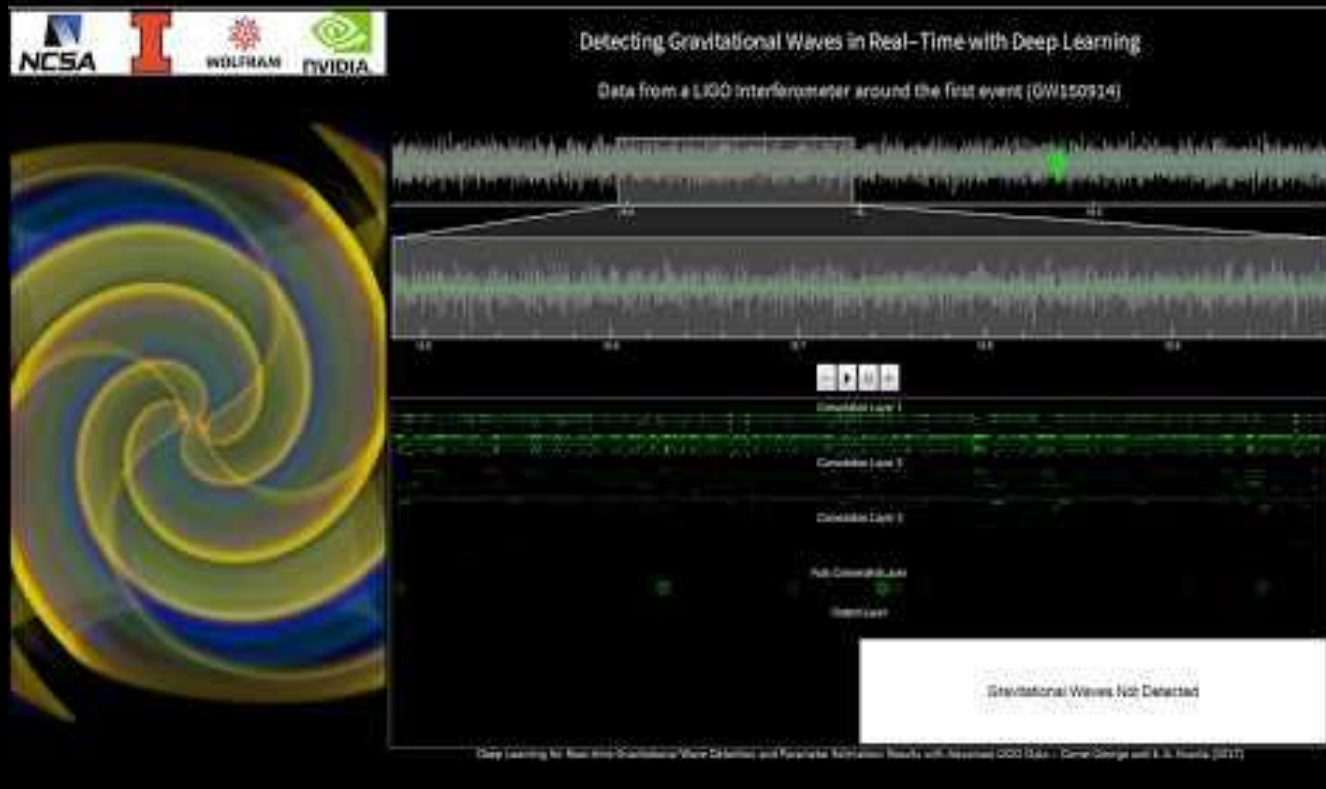 NCSA
I
WOLFRAM
NVIDIA
Detecting Gravitational Waves in Real-Time with Deep Learning
Data from a LIGO Interferometer around the first event (GW150914)
Convolution Layer 1
Convolution Layer 2
Convolution Layer 3
Fully Connected Layer
Output Layer
Gravitational Waves Not Detected
Deep Learning for Real-time Gravitational Wave Detection and Parameter Estimation: Results with Advanced LIGO Data - Daniel George and E. A. Huerta (2017)